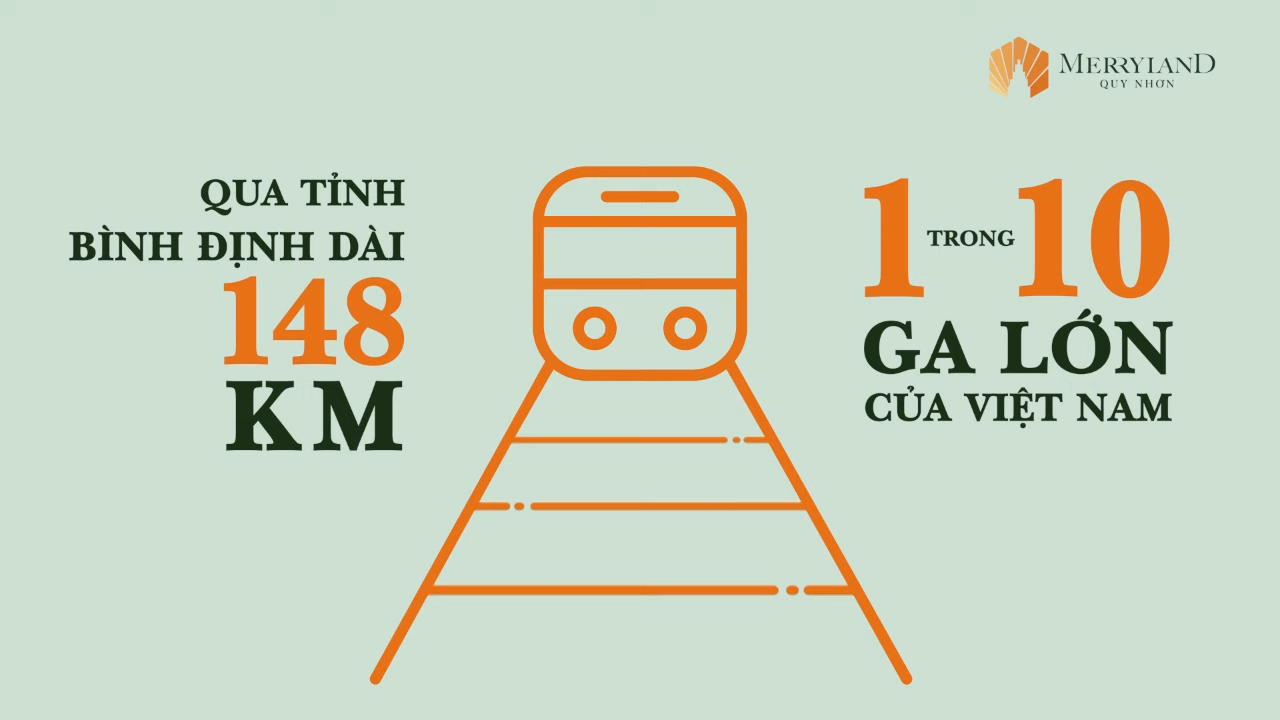 MERRYLAND
QUY NHƠN
QUA TỈNH
BÌNH ĐỊNH DÀI
148
KM
1 TRONG 10
GA LỚN
CỦA VIỆT NAM